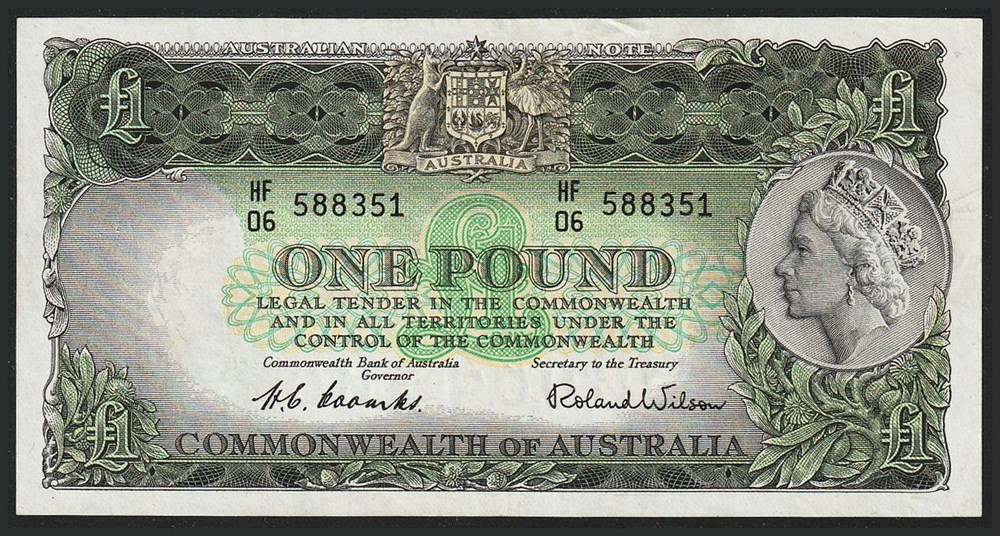 AUSTRALIAN NOTE
£1 £1
AUSTRALIA
HF 06 588351 HF 06 588351
ONE POUND
LEGAL TENDER IN THE COMMONWEALTH
AND IN ALL TERRITORIES UNDER THE
CONTROL OF THE COMMONWEALTH
Commonwealth Bank of Australia Secretary to the Treasury
Governor
H.C. Coombs. Roland Wilson
£1 £1
COMMONWEALTH OF AUSTRALIA